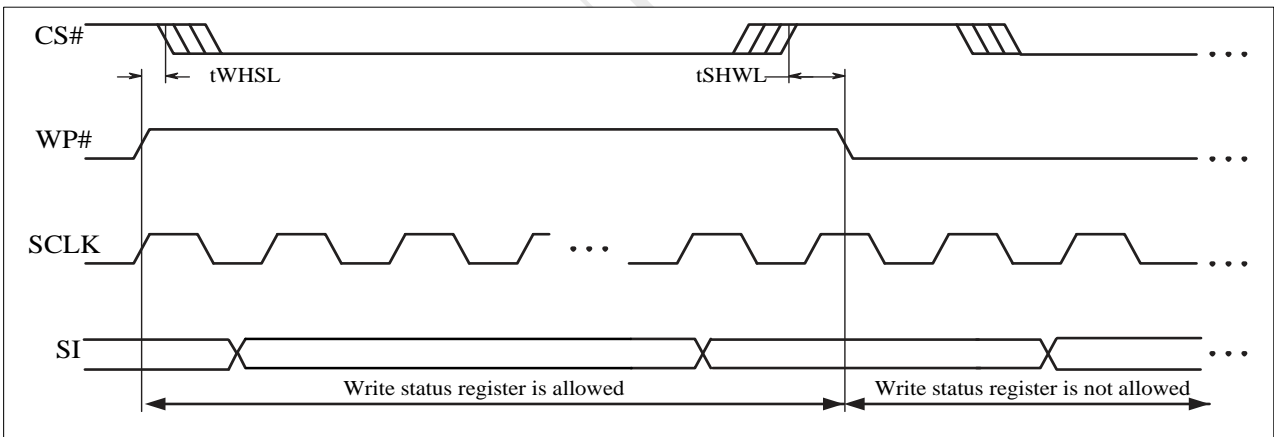 CS#
tWHSL
tSHWL
WP#
SCLK
SI
Write status register is allowed
Write status register is not allowed